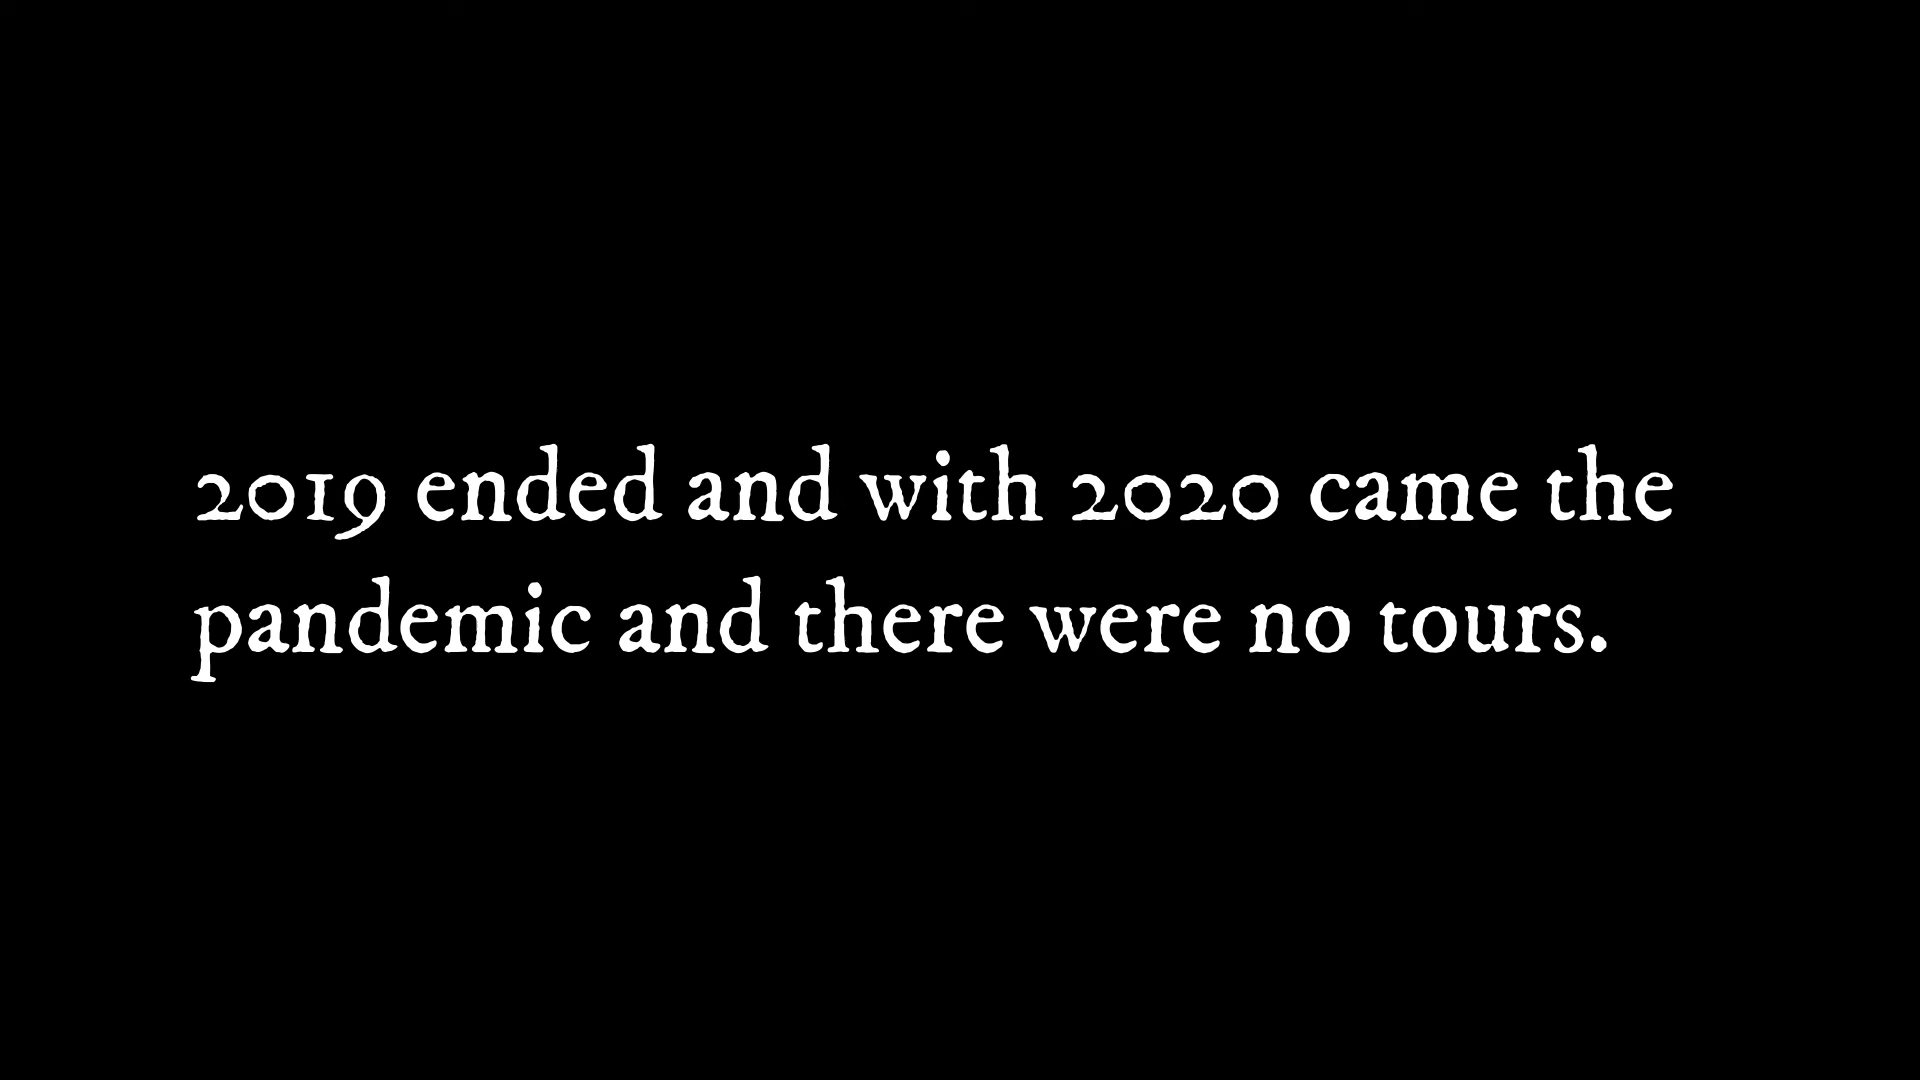 2019 ended and with 2020 came the
pandemic and there were no tours.